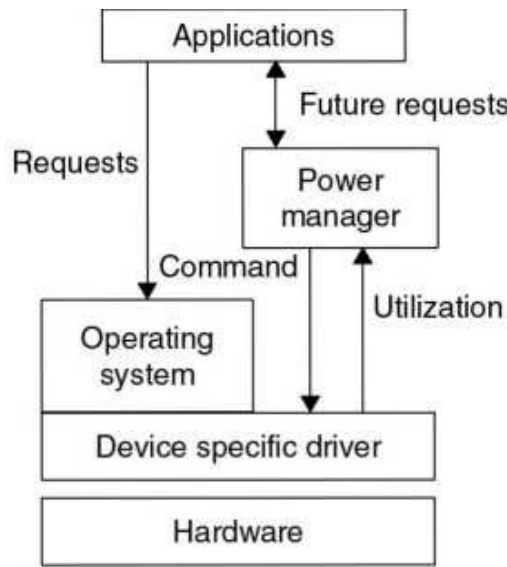 Applications
Future requests
Requests
Power
manager
Command
Utilization
Operating
system
Device specific driver
Hardware